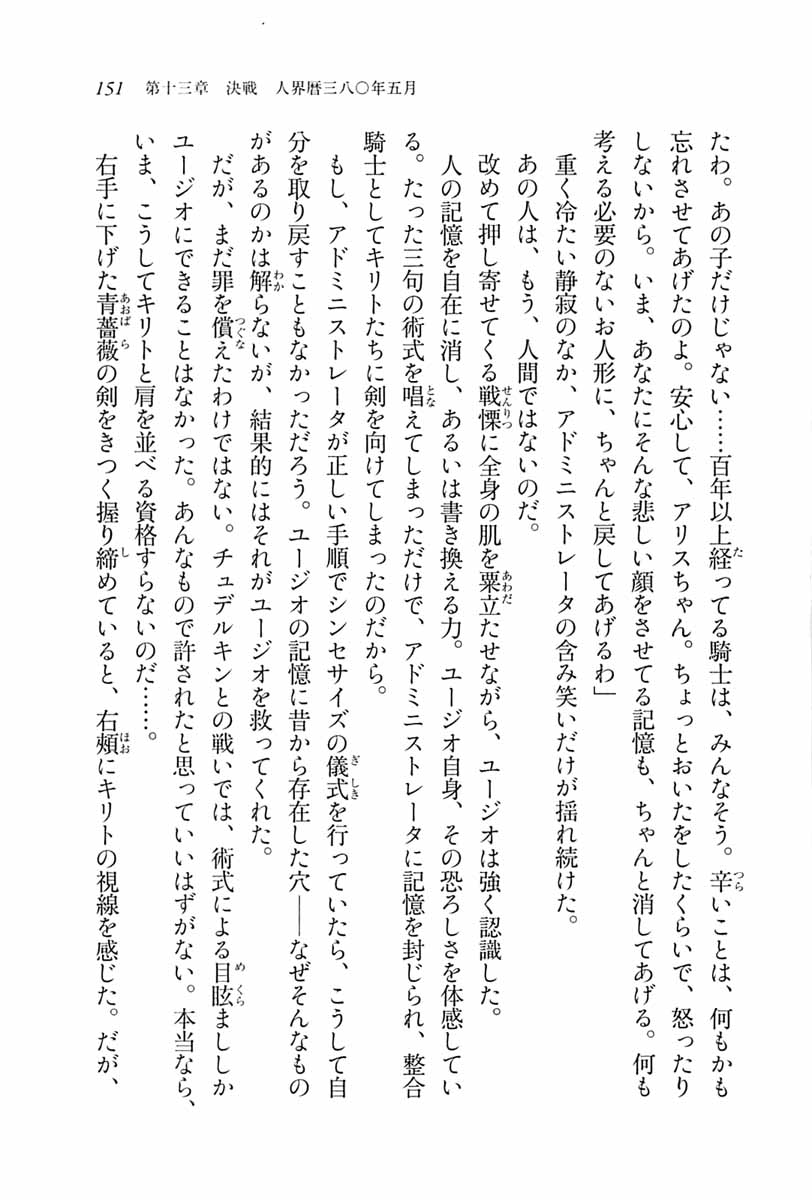 151　第十三章　決戦　人界暦三八〇年五月
たわ。あの子だけじゃない……百年以上経ってる騎士は、みんなそう。辛いことは、何もかも
忘れさせてあげたのよ。安心して、アリスちゃん。ちょっとおいたをしたくらいで、怒ったり
しないから。いま、あなたにそんな悲しい顔をさせてる記憶も、ちゃんと消してあげる。何も
考える必要のないお人形に、ちゃんと戻してあげるわ」
　重く冷たい静寂のなか、アドミニストレータの含み笑いだけが揺れ続けた。
　あの人は、もう、人間ではないのだ。
　改めて押し寄せてくる戦慄に全身の肌を粟立たせながら、ユージオは強く認識した。
　人の記憶を自在に消し、あるいは書き換える力。ユージオ自身、その恐ろしさを体感してい
る。たった三句の術式を唱えてしまっただけで、アドミニストレータに記憶を封じられ、整合
騎士としてキリトたちに剣を向けてしまったのだから。
　もし、アドミニストレータが正しい手順でシンセサイズの儀式を行っていたら、こうして自
分を取り戻すこともなかっただろう。ユージオの記憶に昔から存在した穴――なぜそんなもの
があるのかは解らないが、結果的にはそれがユージオを救ってくれた。
　だが、まだ罪を償えたわけではない。チュデルキンとの戦いでは、術式による目眩まししか
ユージオにできることはなかった。あんなもので許されたと思っていいはずがない。本当なら、
いま、こうしてキリトと肩を並べる資格すらないのだ……。
　右手に下げた青薔薇の剣をきつく握り締めていると、右頰にキリトの視線を感じた。だが、